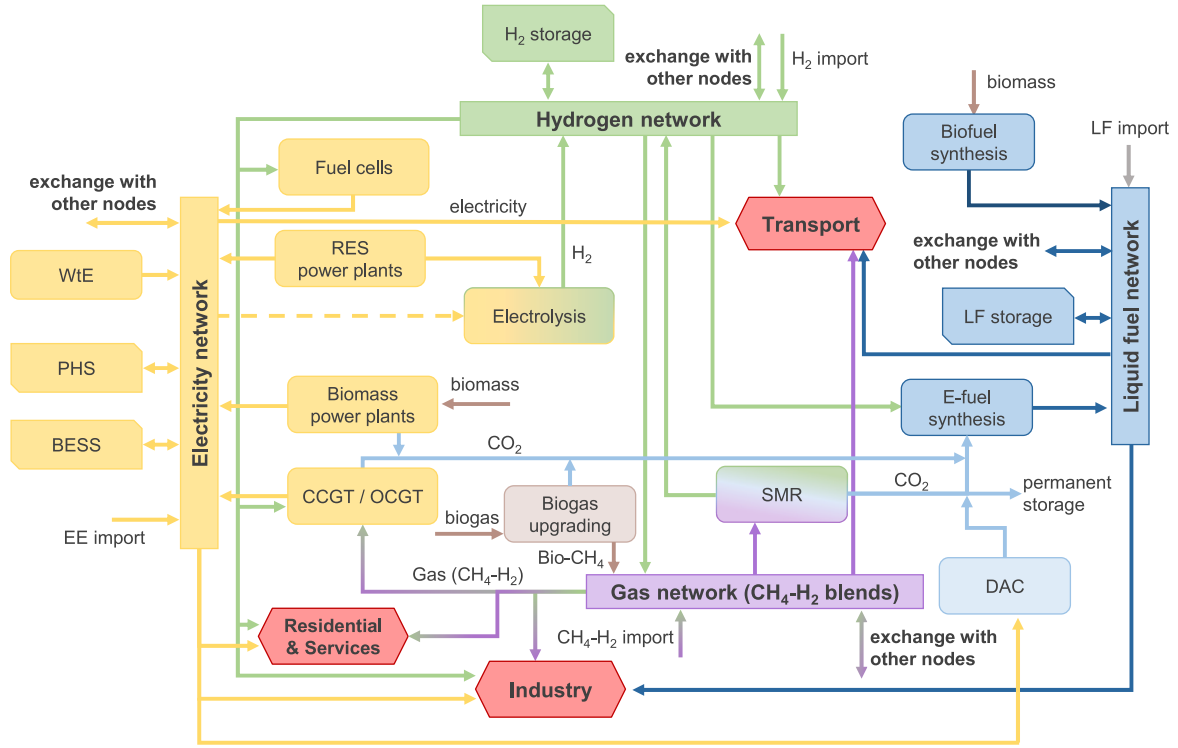 H₂ storage
exchange with
other nodes
H₂ import
biomass
Hydrogen network
Biofuel
synthesis
LF import
Fuel cells
exchange with
other nodes
electricity
Transport
WtE
RES
power plants
H₂
exchange with
other nodes
Electrolysis
LF storage
Electricity network
Liquid fuel network
PHS
Biomass
power plants
biomass
E-fuel
synthesis
BESS
CO₂
CCGT / OCGT
Biogas
upgrading
SMR
CO₂
permanent
storage
EE import
biogas
Bio-CH₄
Gas (CH₄-H₂)
Gas network (CH₄-H₂ blends)
DAC
Residential
& Services
CH₄-H₂ import
exchange with
other nodes
Industry